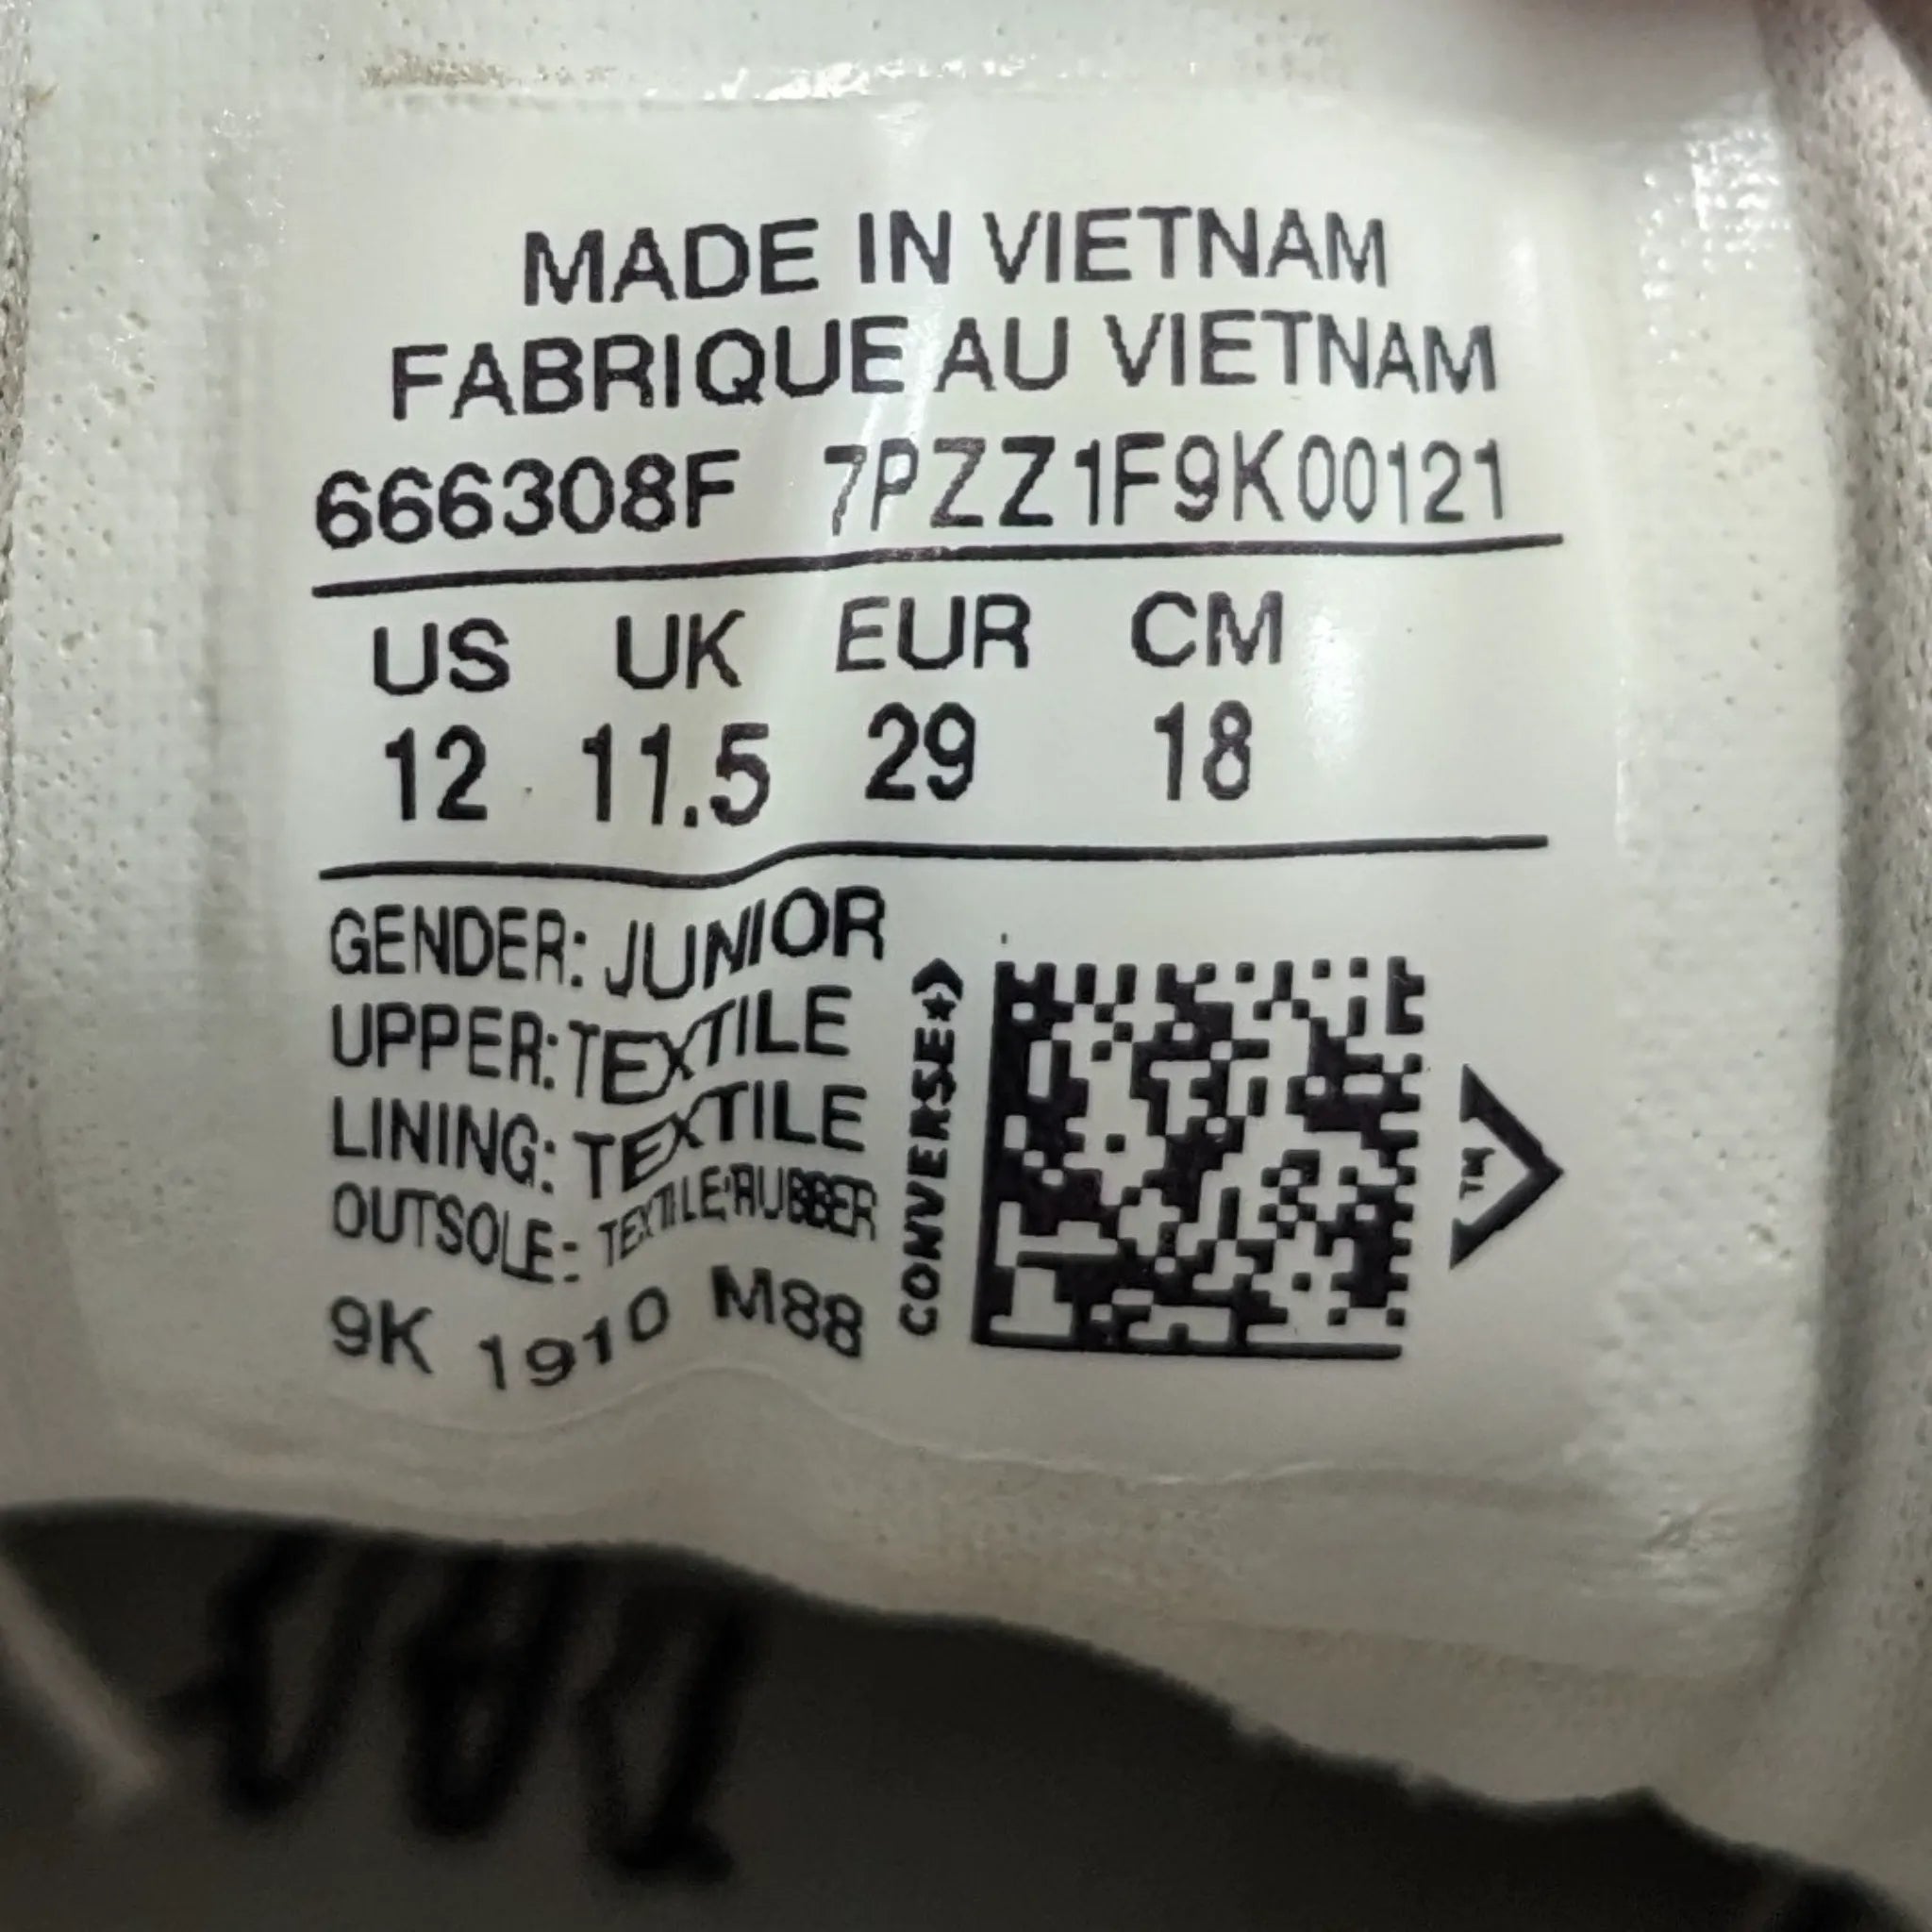 MADE IN VIETNAM
FABRIQUE AU VIETNAM
666308F 7PZZ1F9K00121
US UK EUR CM
12 11.5 29 18
GENDER: JUNIOR
UPPER: TEXTILE
LINING: TEXTILE
OUTSOLE: TEXTILE/RUBBER
9K 1910 M88
CONVERSE